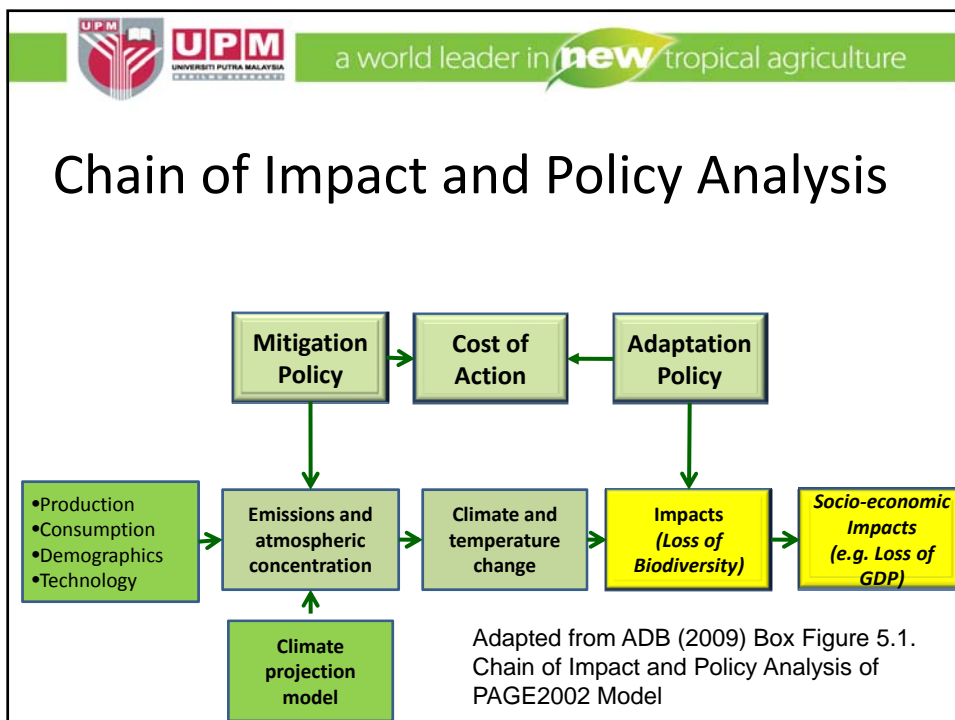 UPM
UPM
UNIVERSITI PUTRA MALAYSIA
BERILMU BERBAKTI
a world leader in new tropical agriculture
Chain of Impact and Policy Analysis
Mitigation
Policy
Cost of
Action
Adaptation
Policy
•Production
•Consumption
•Demographics
•Technology
Emissions and
atmospheric
concentration
Climate and
temperature
change
Impacts
(Loss of
Biodiversity)
Socio-economic
Impacts
(e.g. Loss of
GDP)
Climate
projection
model
Adapted from ADB (2009) Box Figure 5.1.
Chain of Impact and Policy Analysis of
PAGE2002 Model